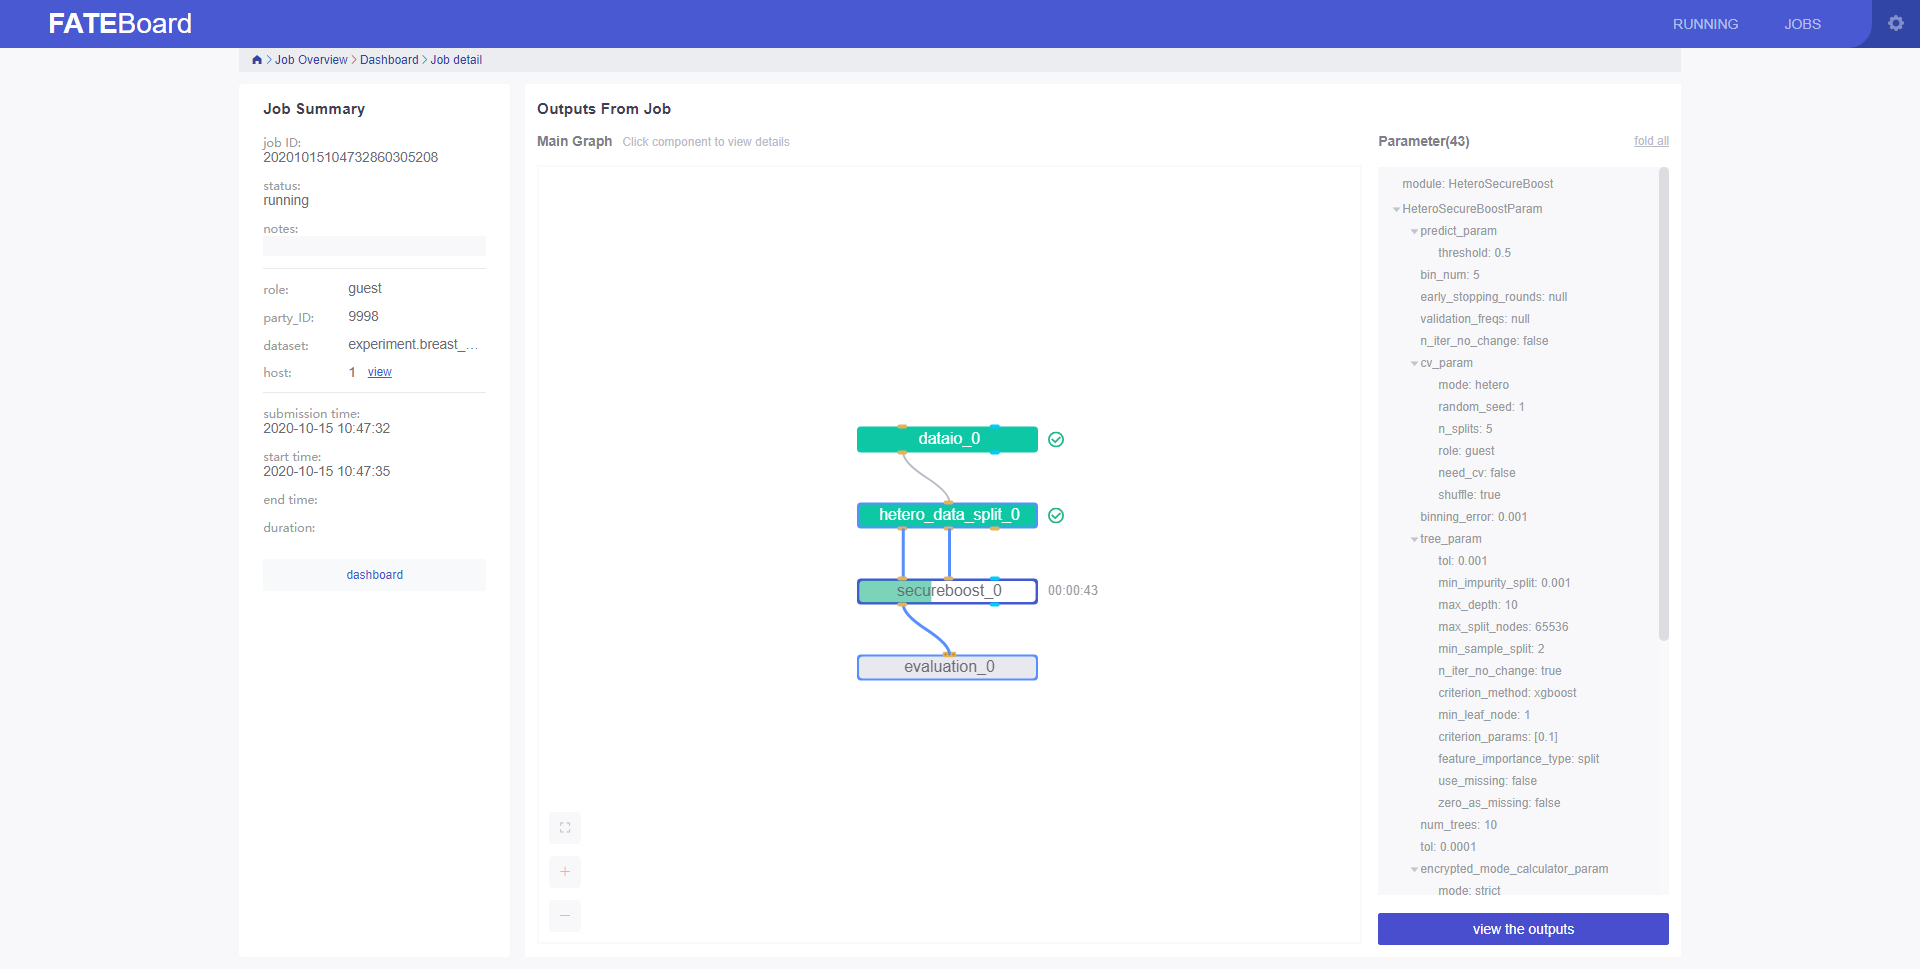 FATEBoard
RUNNING
JOBS
Job Overview > Dashboard > Job detail
Job Summary
job ID:
20201015104732860305208
status:
running
notes:
role: guest
party_ID: 9998
dataset: experiment.breast_...
host: 1 view
submission time:
2020-10-15 10:47:32
start time:
2020-10-15 10:47:35
end time:
duration:
dashboard
Outputs From Job
Main Graph Click component to view details
dataio_0
hetero_data_split_0
secureboost_0 00:00:43
evaluation_0
Parameter(43) fold all
module: HeteroSecureBoost
HeteroSecureBoostParam
predict_param
threshold: 0.5
bin_num: 5
early_stopping_rounds: null
validation_freqs: null
n_iter_no_change: false
cv_param
mode: hetero
random_seed: 1
n_splits: 5
role: guest
need_cv: false
shuffle: true
binning_error: 0.001
tree_param
tol: 0.001
min_impurity_split: 0.001
max_depth: 10
max_split_nodes: 65536
min_sample_split: 2
n_iter_no_change: true
criterion_method: xgboost
min_leaf_node: 1
criterion_params: [0.1]
feature_importance_type: split
use_missing: false
zero_as_missing: false
num_trees: 10
tol: 0.0001
encrypted_mode_calculator_param
mode: strict
view the outputs